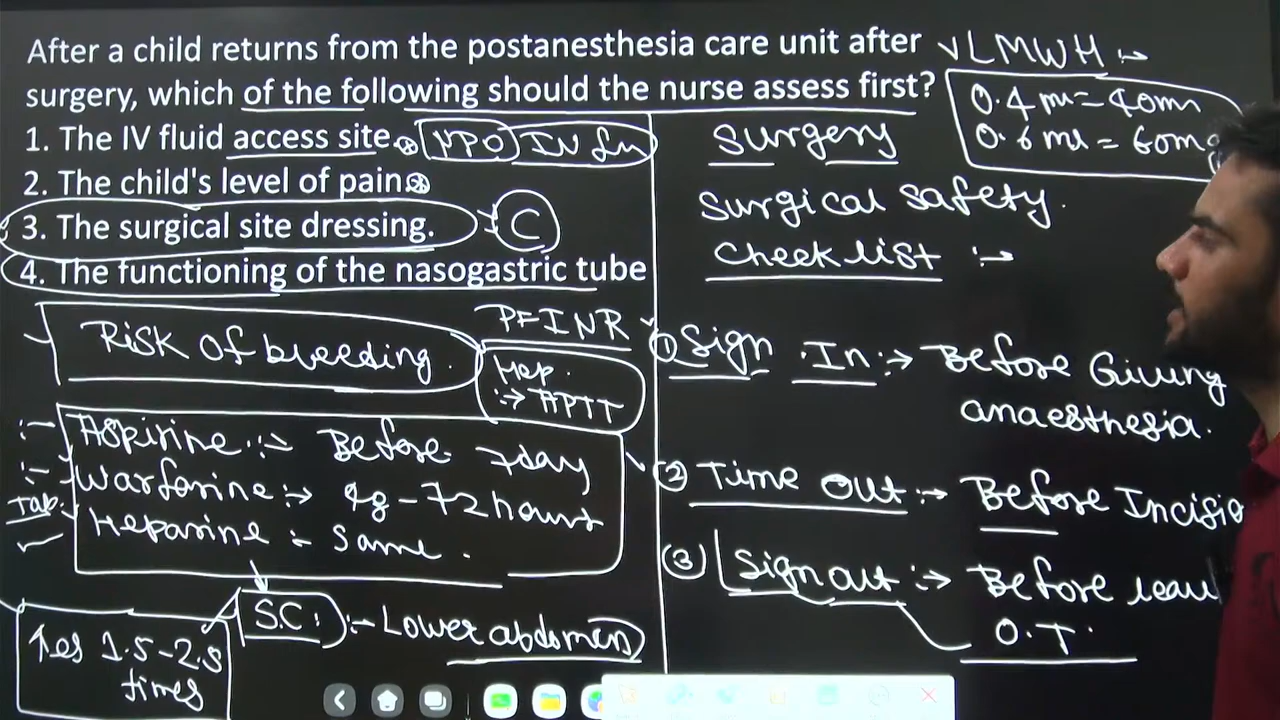 After a child returns from the postanesthesia care unit after
surgery, which of the following should the nurse assess first?
1. The IV fluid access site.
NPO IV
2. The child's level of pain.
3. The surgical site dressing.
C
4. The functioning of the nasogastric tube
Risk of bleeding.
PT INR
Hep.
:→ APTT
Aspirine :- Before 7day
Warfarine :→ 48-72 hours
Tab.
Heparine :- Same.
S.C. :- Lower abdomen
1.5-2.5
times
LMWH :-
0.4 ml = 40mg
0.6 ml = 60mg
Surgery
Surgical safety.
Check list :→
① Sign In :→ Before Giving
anaesthesia.
② Time out :→ Before Incisio
③ Sign out :→ Before leav
O.T.